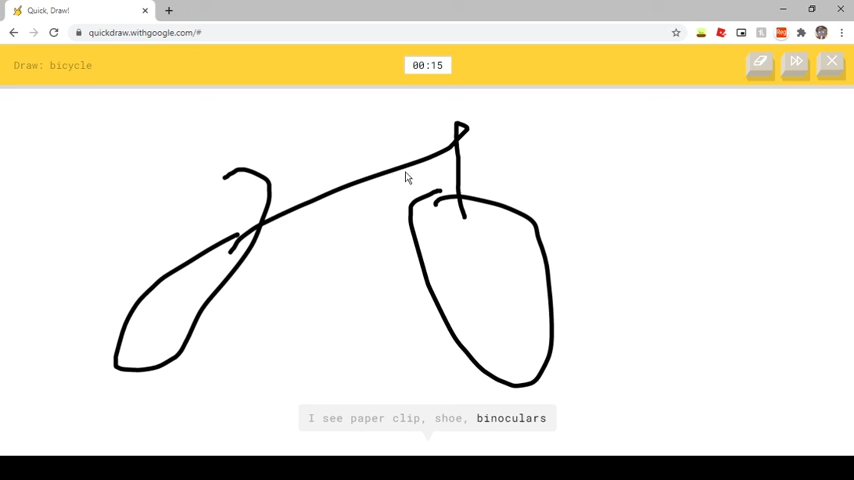 Quick, Draw!
quickdraw.withgoogle.com/#
Draw: bicycle
00:15
I see paper clip, shoe, binoculars